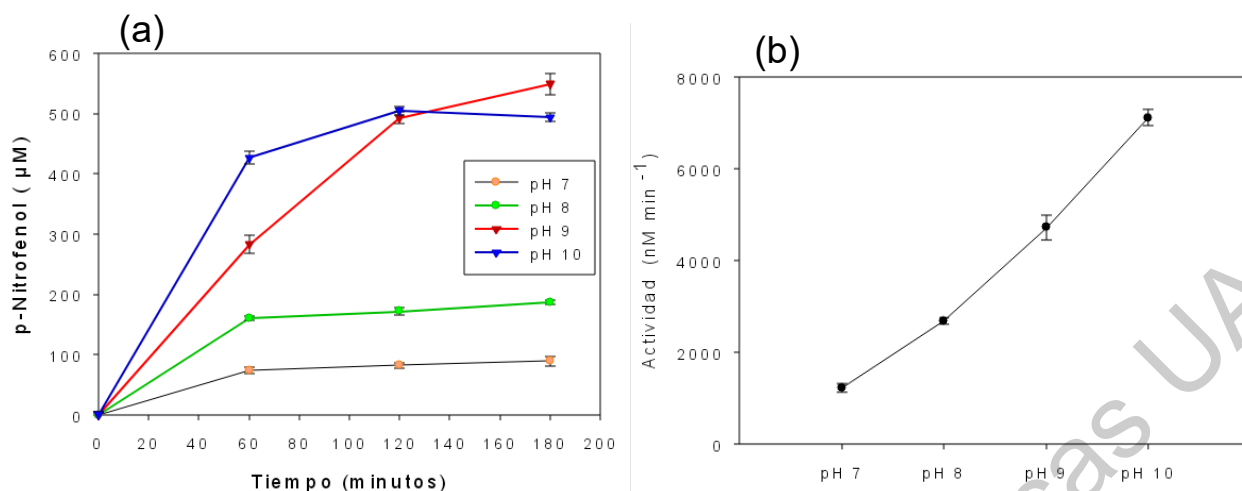 (a)
600
500
400
300
200
100
0
p-Nitrofenol ( µM)
pH 7
pH 8
pH 9
pH 10
0 20 40 60 80 100 120 140 160 180 200
Tiempo (minutos)
(b)
8000
6000
4000
2000
0
Actividad (nM min -1)
pH 7 pH 8 pH 9 pH 10
cas UA